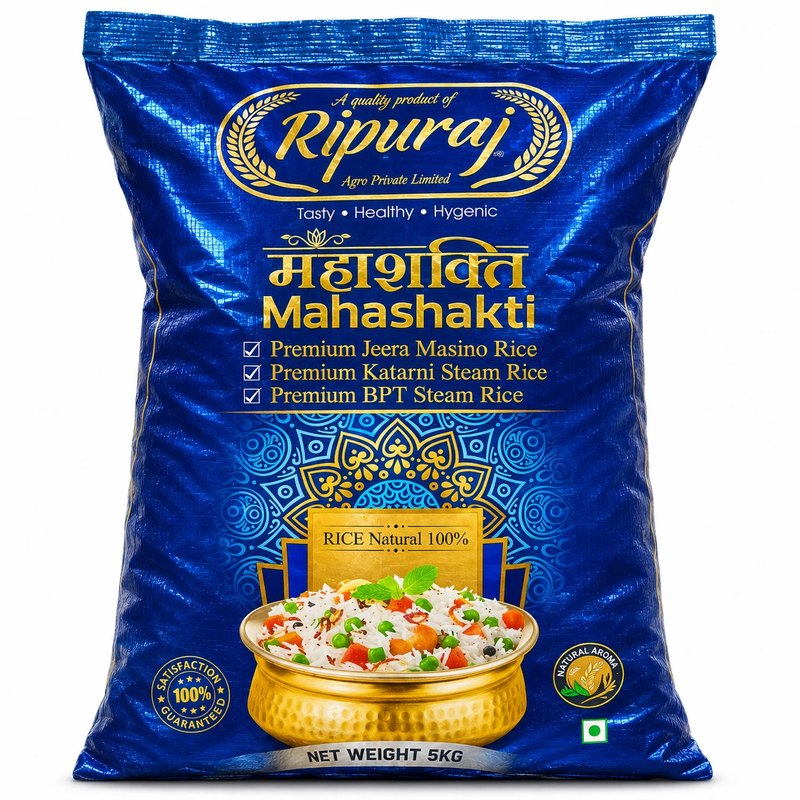 A quality product of
Ripuraj
Agro Private Limited
Tasty • Healthy • Hygenic
महाशक्ति
Mahashakti
☑ Premium Jeera Masino Rice
☑ Premium Katarni Steam Rice
☑ Premium BPT Steam Rice
RICE Natural 100%
SATISFACTION
100%
GUARANTEED
NATURAL AROMA
NET WEIGHT 5KG